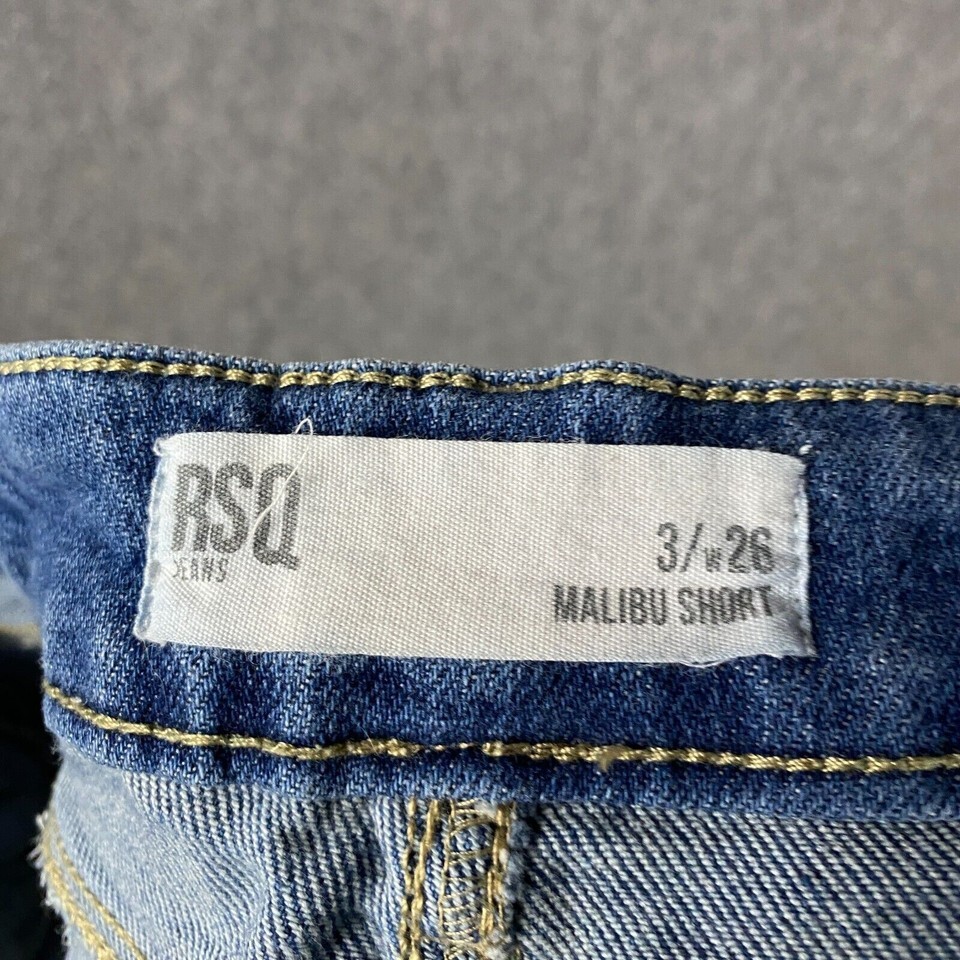 RSQ
JEANS
3/W26
MALIBU SHORT